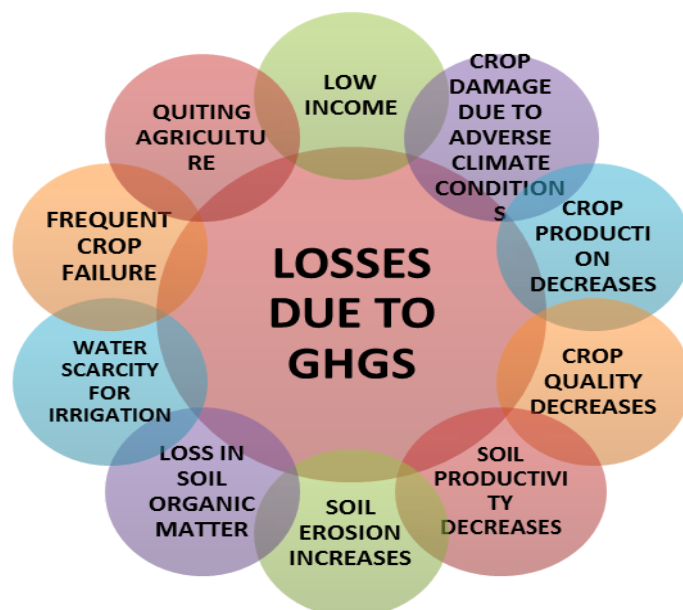 LOW
INCOME
CROP
DAMAGE
DUE TO
ADVERSE
CLIMATE
CONDITION
S
CROP
PRODUCTI
ON
DECREASES
CROP
QUALITY
DECREASES
SOIL
PRODUCTIVI
TY
DECREASES
SOIL
EROSION
INCREASES
LOSS IN
SOIL
ORGANIC
MATTER
WATER
SCARCITY
FOR
IRRIGATION
FREQUENT
CROP
FAILURE
QUITING
AGRICULTU
RE
LOSSES
DUE TO
GHGS